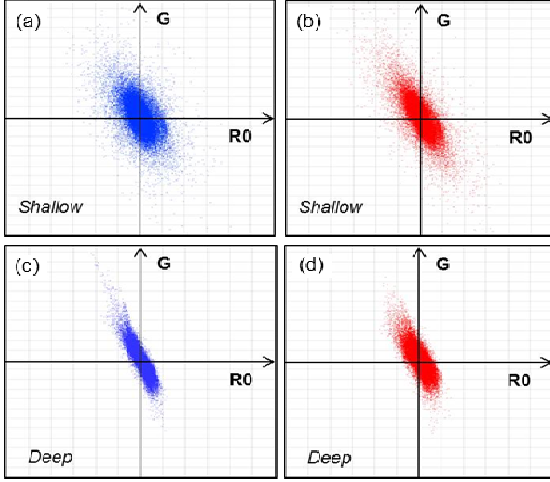 (a) G
R0
Shallow
(b) G
R0
Shallow
(c) G
R0
Deep
(d) G
R0
Deep